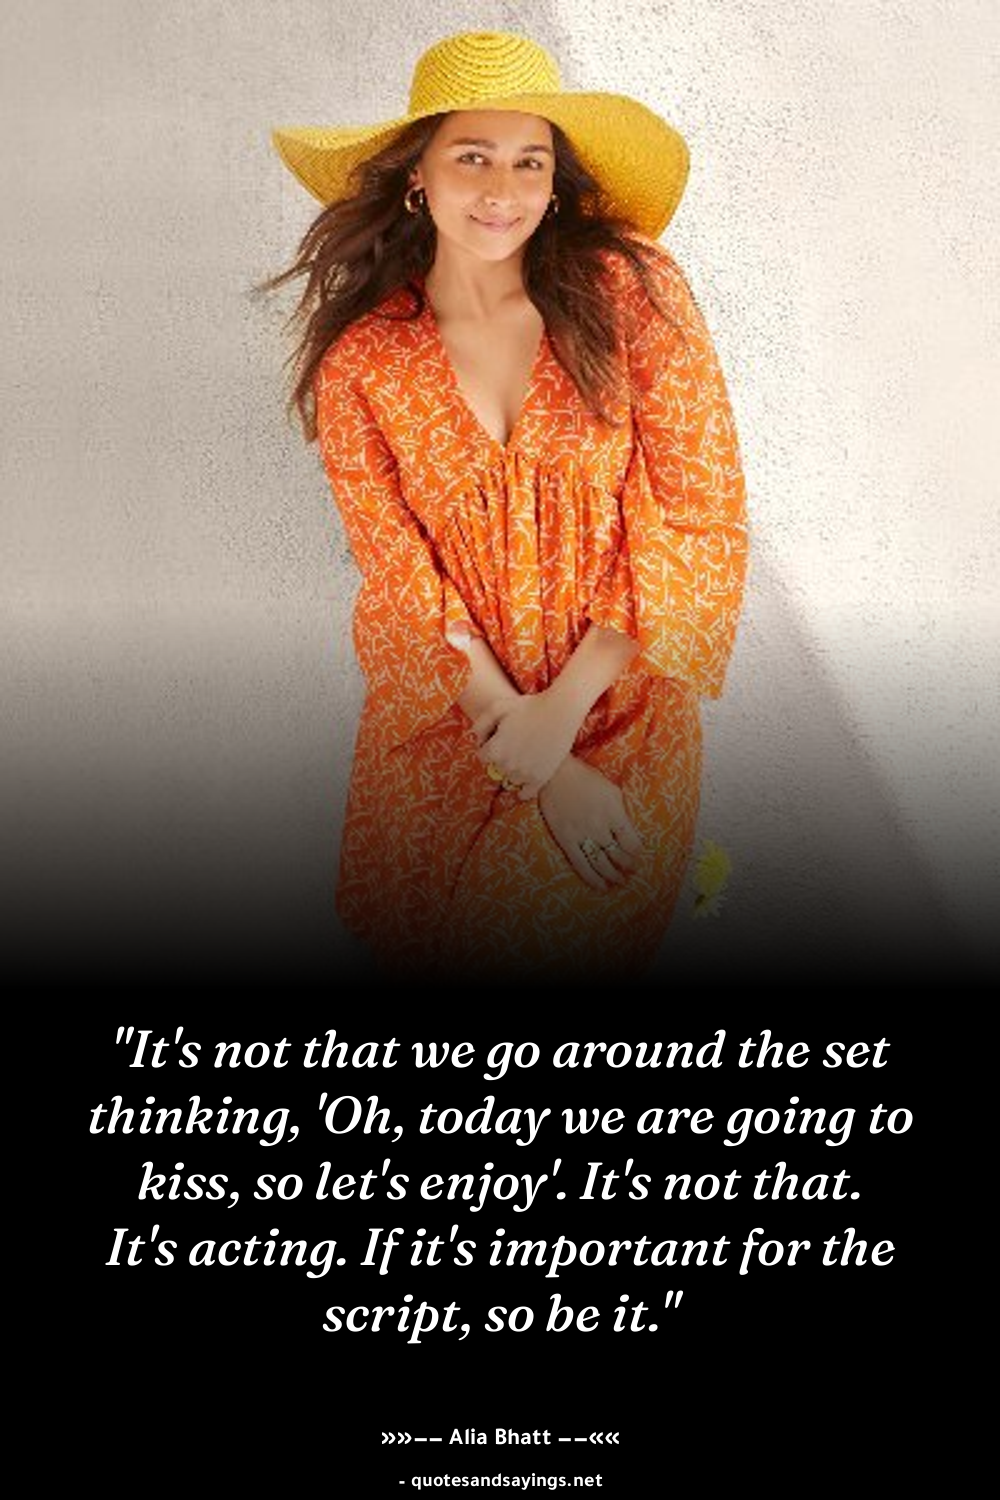 "It's not that we go around the set
thinking, 'Oh, today we are going to
kiss, so let's enjoy'. It's not that.
It's acting. If it's important for the
script, so be it."
»»–– Alia Bhatt ––««
- quotesandsayings.net